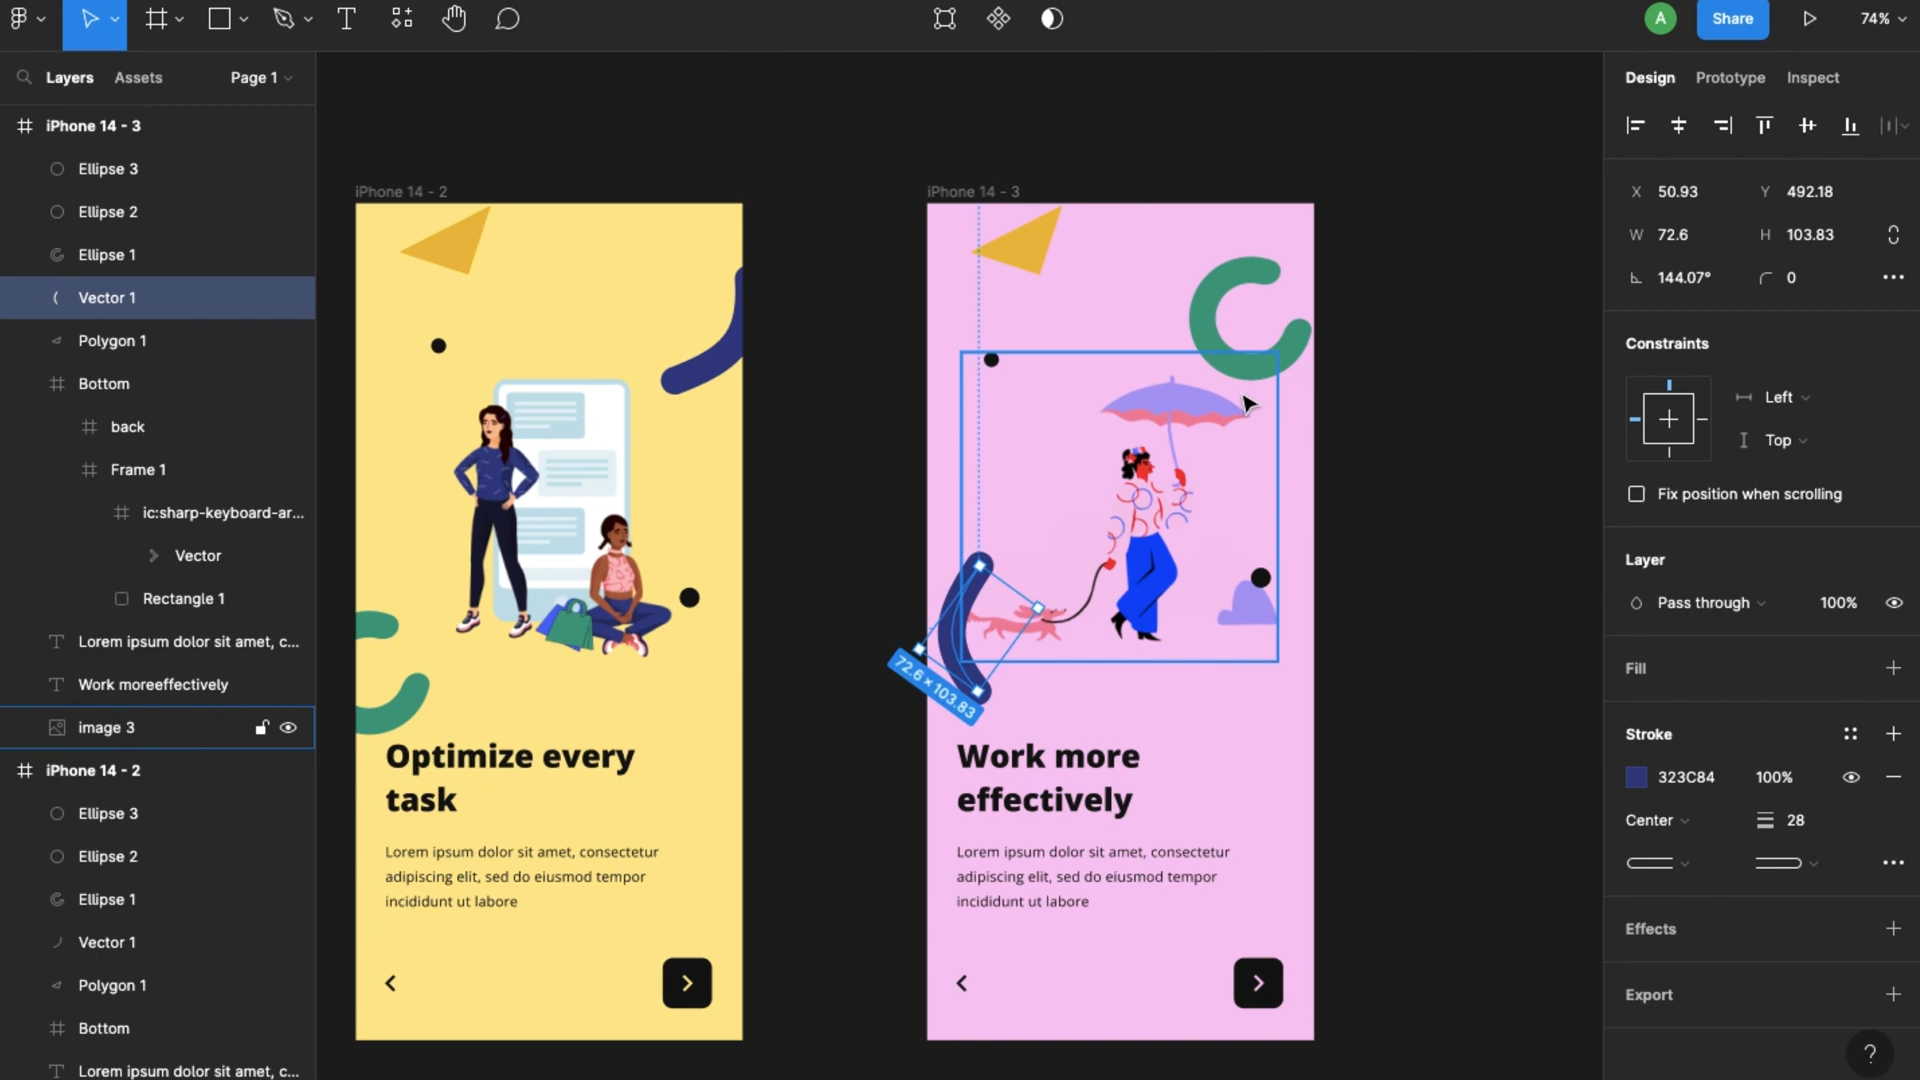 A
Share
74%
Layers
Assets
Page 1
iPhone 14 - 3
Ellipse 3
Ellipse 2
Ellipse 1
Vector 1
Polygon 1
Bottom
back
Frame 1
ic:sharp-keyboard-ar...
Vector
Rectangle 1
Lorem ipsum dolor sit amet, c...
Work moreeffectively
image 3
iPhone 14 - 2
Ellipse 3
Ellipse 2
Ellipse 1
Vector 1
Polygon 1
Bottom
Lorem ipsum dolor sit amet, c...
iPhone 14 - 2
Optimize every
task
Lorem ipsum dolor sit amet, consectetur
adipiscing elit, sed do eiusmod tempor
incididunt ut labore
iPhone 14 - 3
72.6 × 103.83
Work more
effectively
Lorem ipsum dolor sit amet, consectetur
adipiscing elit, sed do eiusmod tempor
incididunt ut labore
Design
Prototype
Inspect
X 50.93
Y 492.18
W 72.6
H 103.83
144.07°
0
Constraints
Left
Top
Fix position when scrolling
Layer
Pass through
100%
Fill
Stroke
323C84
100%
Center
28
Effects
Export
?